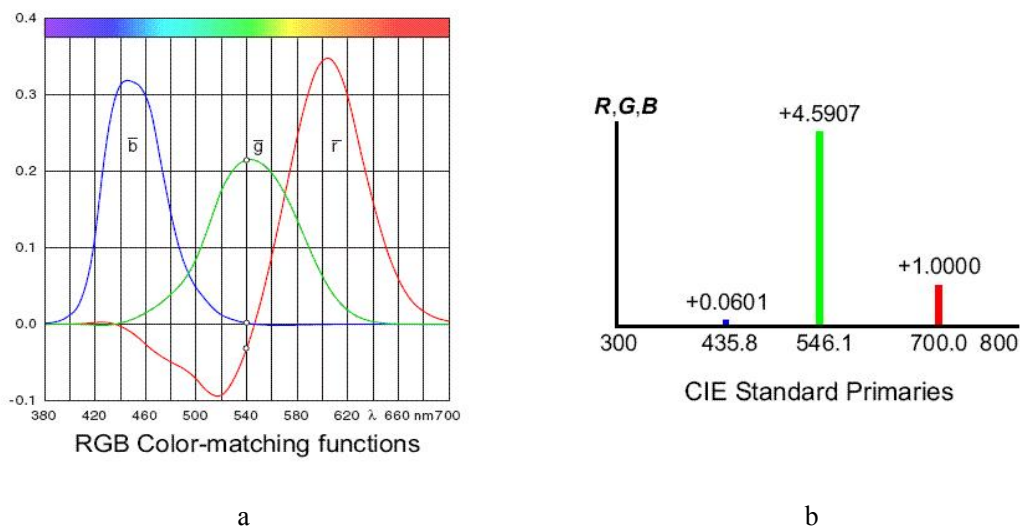 0.4
0.3
0.2
0.1
0.0
-0.1
b̅ g̅ r̅
380 420 460 500 540 580 620 λ 660 nm700
RGB Color-matching functions
a
R,G,B
+4.5907
+1.0000
+0.0601
300 435.8 546.1 700.0 800
CIE Standard Primaries
b